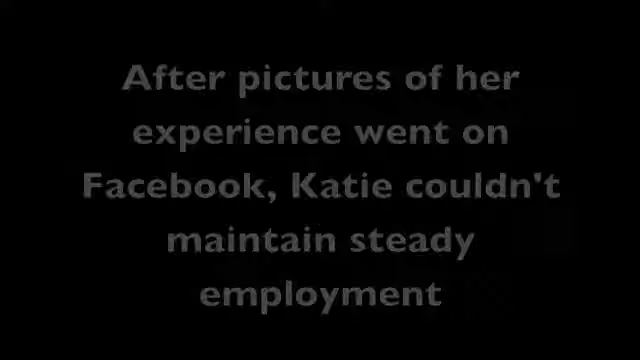 After pictures of her
experience went on
Facebook, Katie couldn't
maintain steady
employment